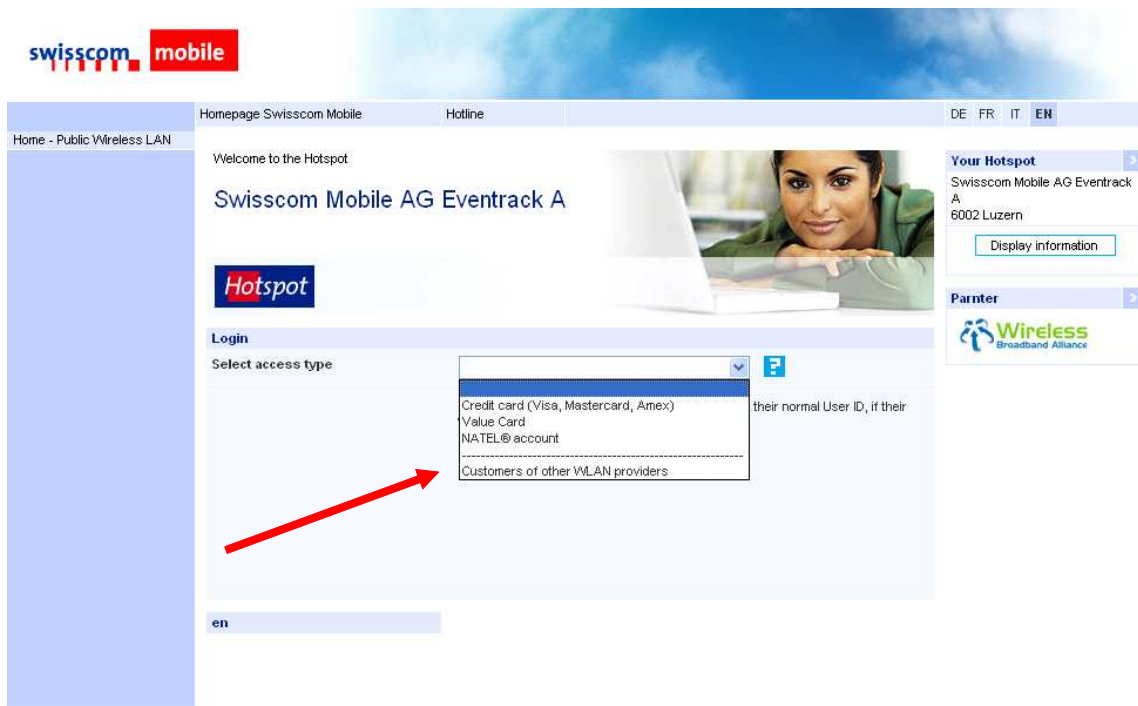 swisscom mobile
Homepage Swisscom Mobile
Hotline
DE FR IT EN
Home - Public Wireless LAN
Welcome to the Hotspot
Swisscom Mobile AG Eventrack A
Hotspot
Your Hotspot
Swisscom Mobile AG Eventrack
A
6002 Luzern
Display information
Parnter
Wireless
Broadband Alliance
Login
Select access type
?
Credit card (Visa, Mastercard, Amex)
their normal User ID, if their
Value Card
NATEL® account
--------------------------------------------------------
Customers of other WLAN providers
en